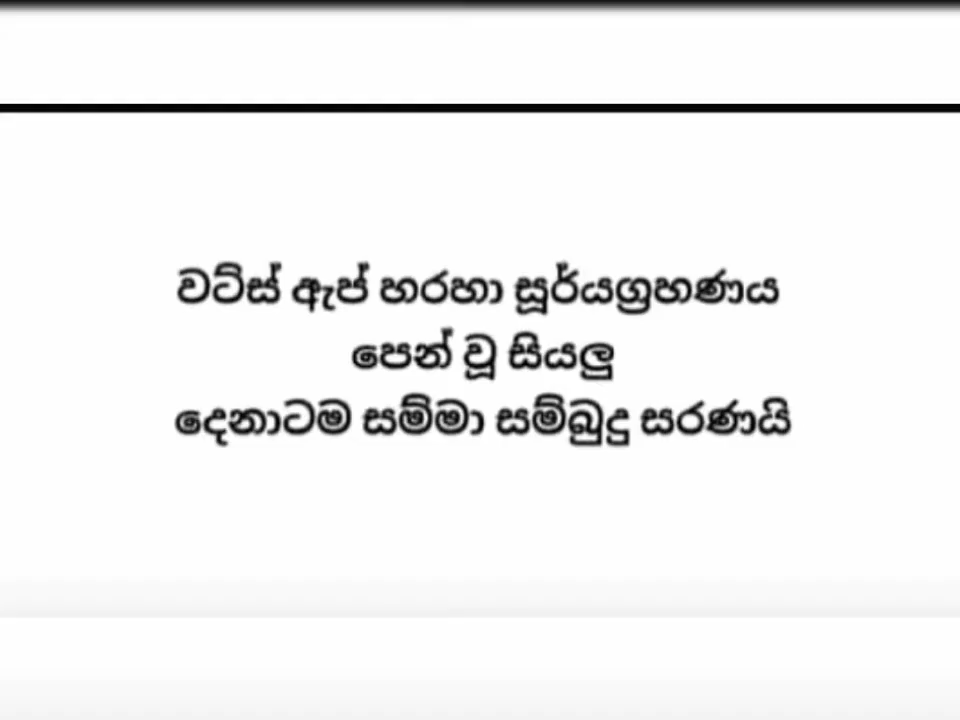 වට්ස් ඇප් හරහා සූර්යග්‍රහණය
පෙන් වූ සියලු
දෙනාටම සම්මා සම්බුදු සරණයි